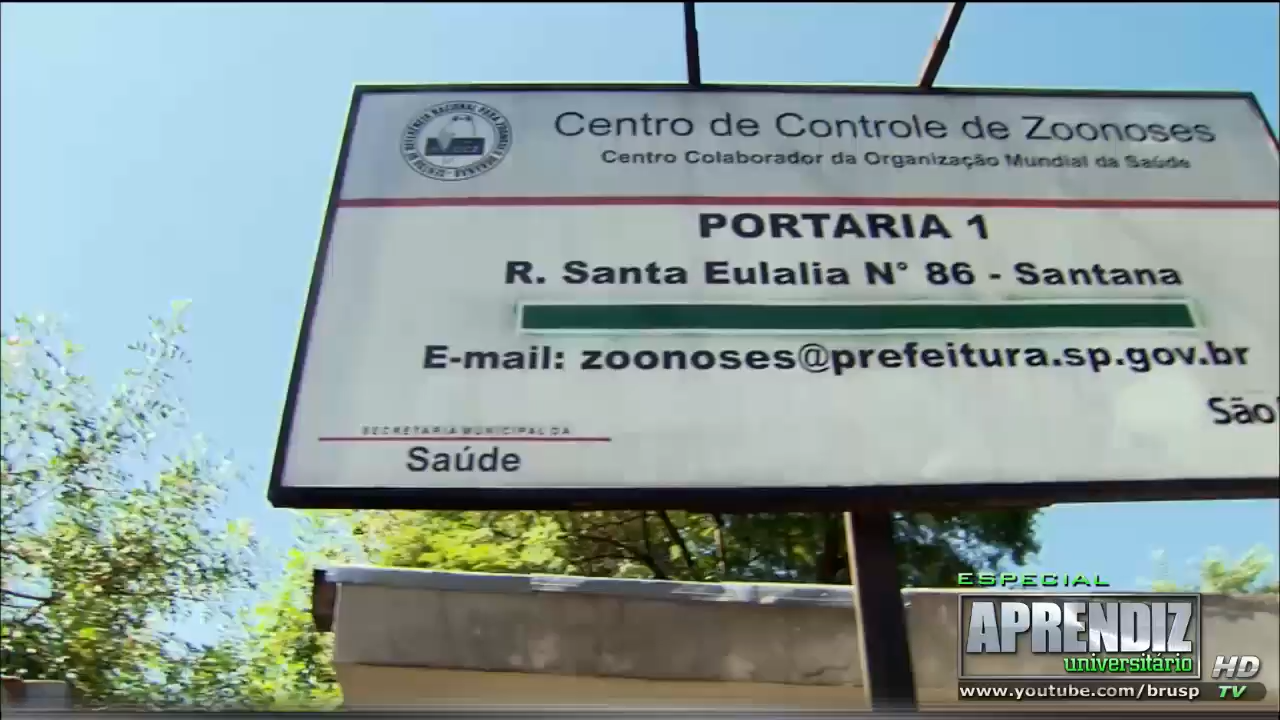 Centro de Controle de Zoonoses
Centro Colaborador da Organização Mundial da Saúde
PORTARIA 1
R. Santa Eulalia N° 86 - Santana
E-mail: zoonoses@prefeitura.sp.gov.br
São
SECRETARIA MUNICIPAL DA
Saúde
ESPECIAL
APRENDIZ
universitário
HD
www.youtube.com/brusp TV